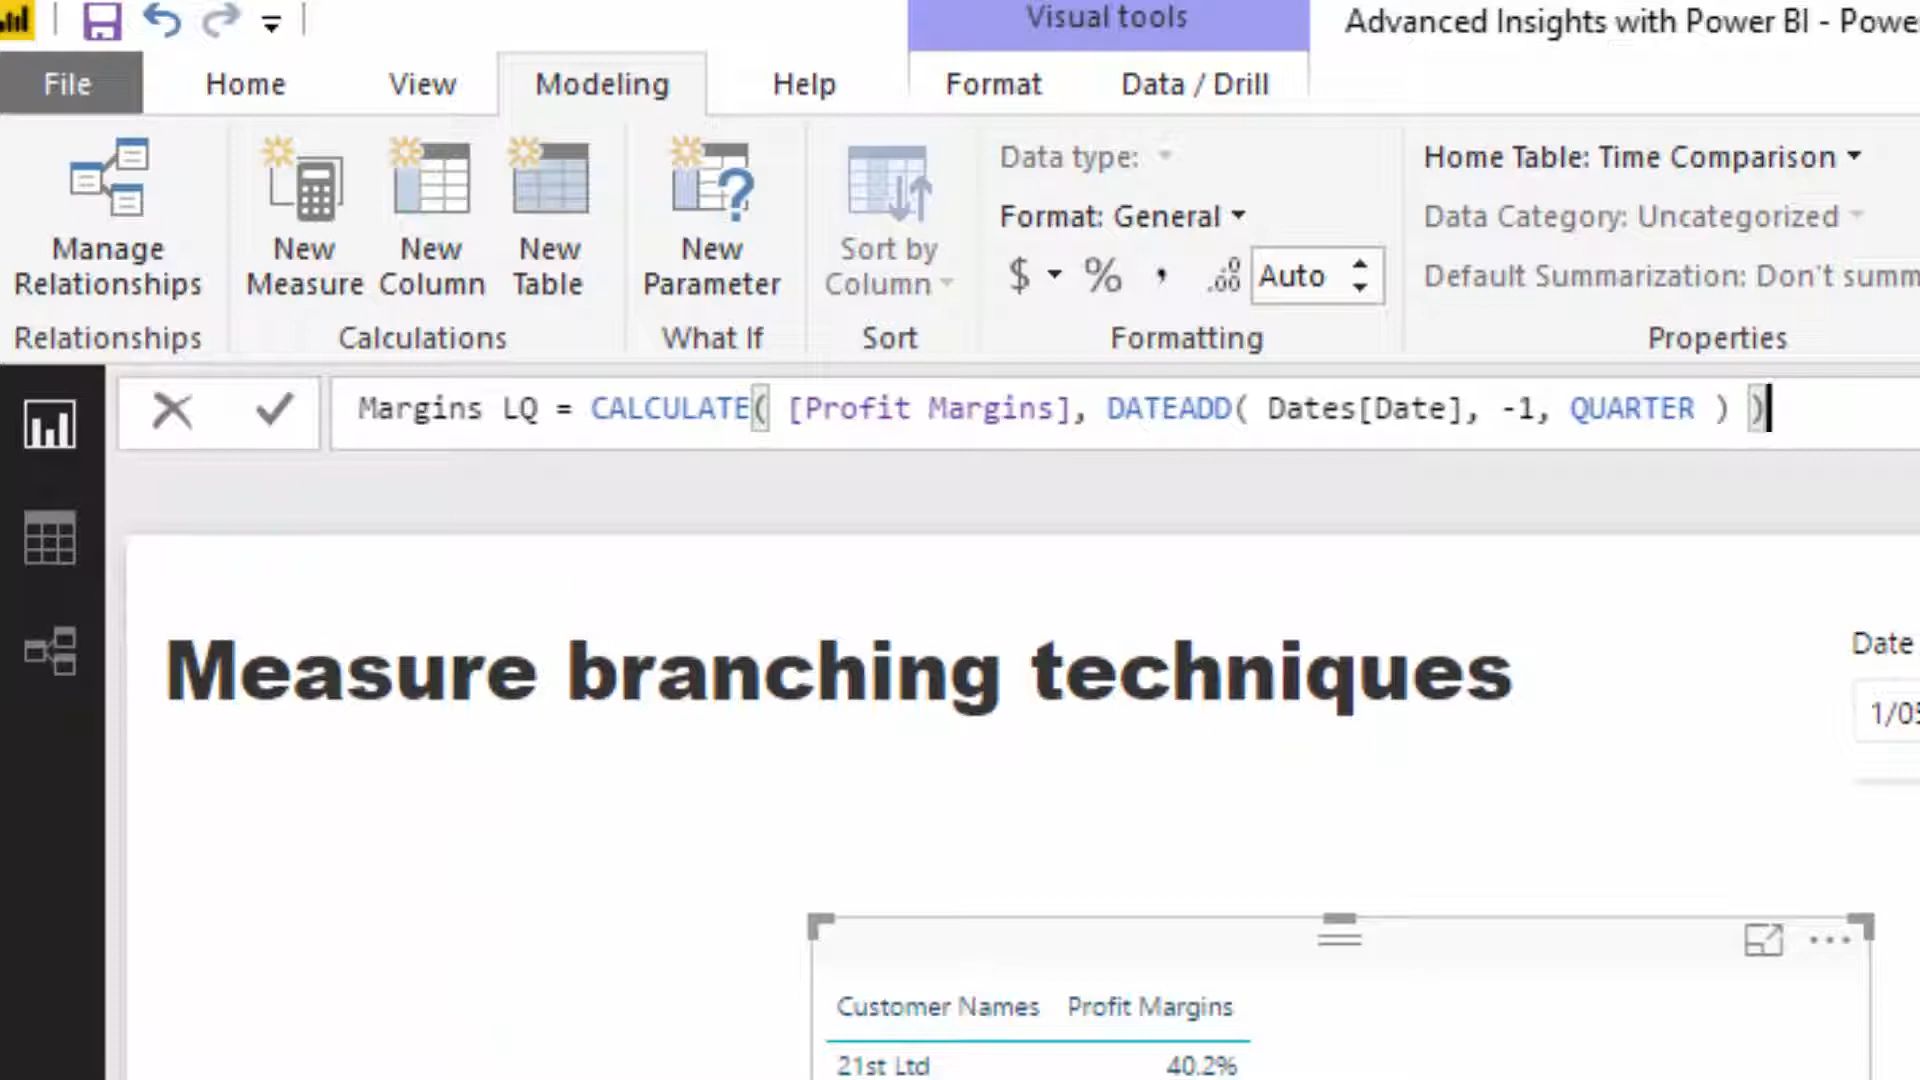 Visual tools
Advanced Insights with Power BI - Powe
File Home View Modeling Help Format Data / Drill
Manage Relationships
New Measure
New Column
New Table
New Parameter
Sort by Column
Data type:
Format: General
$ % , .00 Auto
Home Table: Time Comparison
Data Category: Uncategorized
Default Summarization: Don't summ
Relationships Calculations What If Sort Formatting Properties
Margins LQ = CALCULATE( [Profit Margins], DATEADD( Dates[Date], -1, QUARTER ) )
Measure branching techniques
Date
1/05
Customer Names Profit Margins
21st Ltd 40.2%